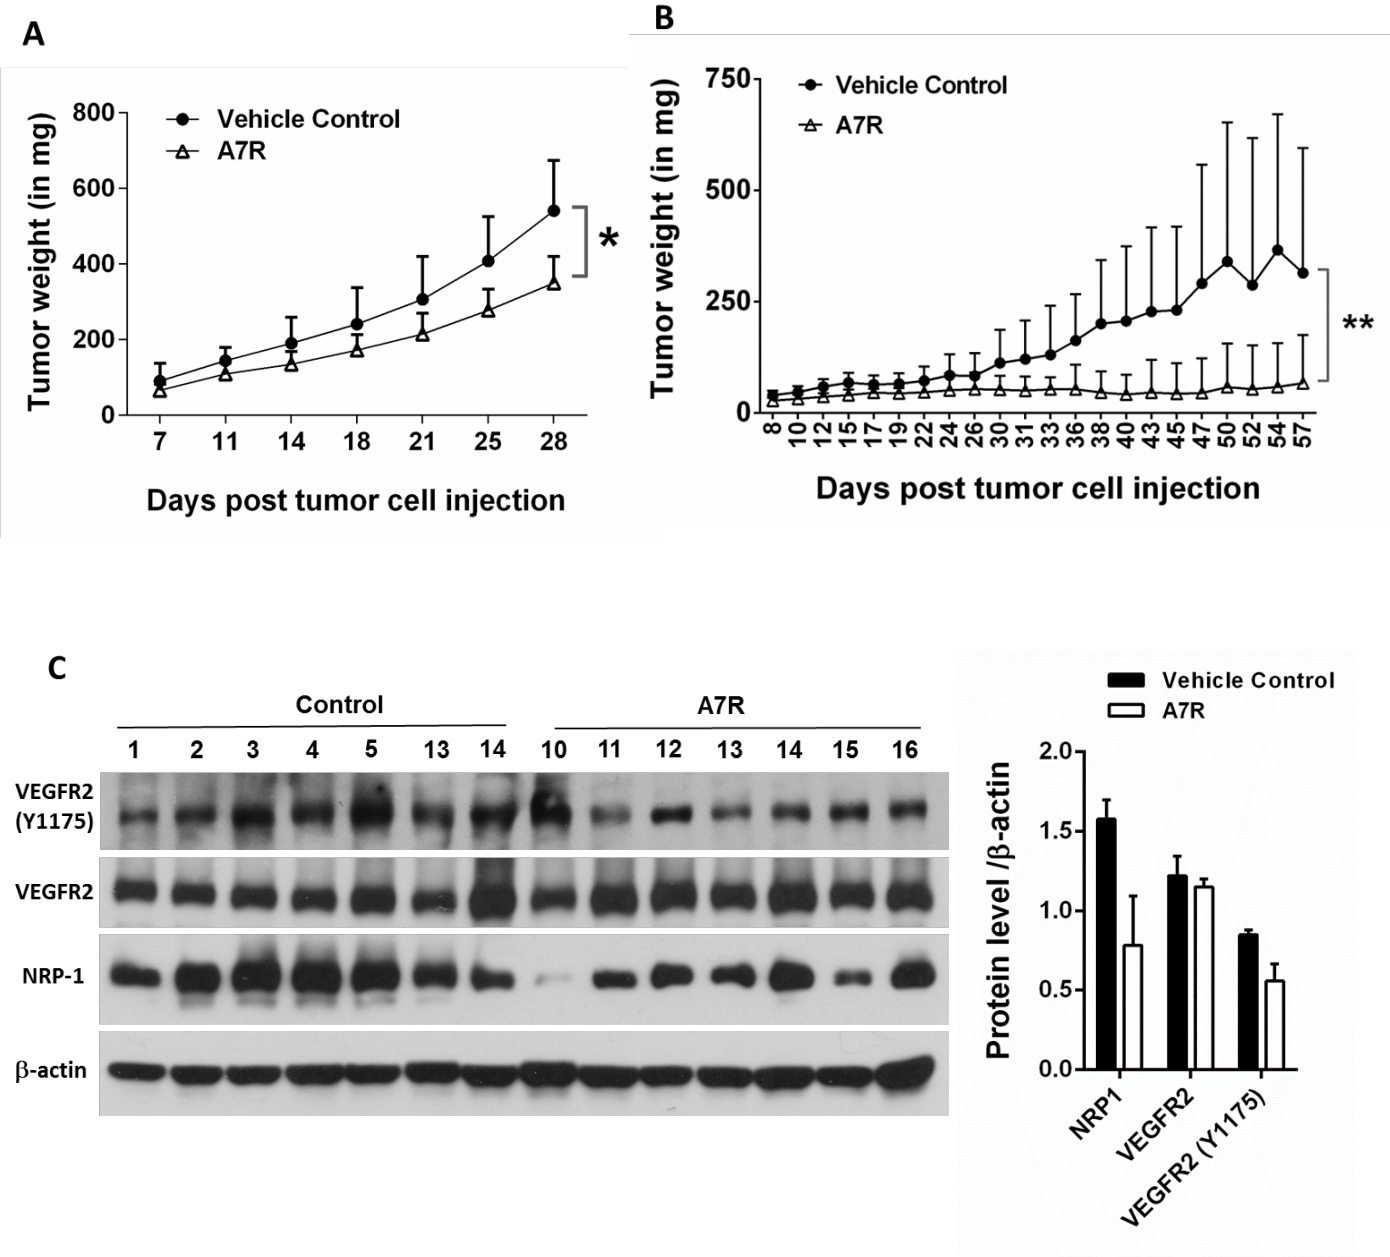 A
Tumor weight (in mg)
800
600
400
200
0
Vehicle Control
A7R
*
7 11 14 18 21 25 28
Days post tumor cell injection
B
Tumor weight (in mg)
750
500
250
0
Vehicle Control
A7R
**
8 10 12 15 17 19 22 24 26 30 31 33 36 38 40 43 45 47 50 52 54 57
Days post tumor cell injection
C
Control A7R
1 2 3 4 5 13 14 10 11 12 13 14 15 16
VEGFR2
(Y1175)
VEGFR2
NRP-1
β-actin
Vehicle Control
A7R
Protein level /β-actin
2.0
1.5
1.0
0.5
0.0
NRP1
VEGFR2
VEGFR2 (Y1175)